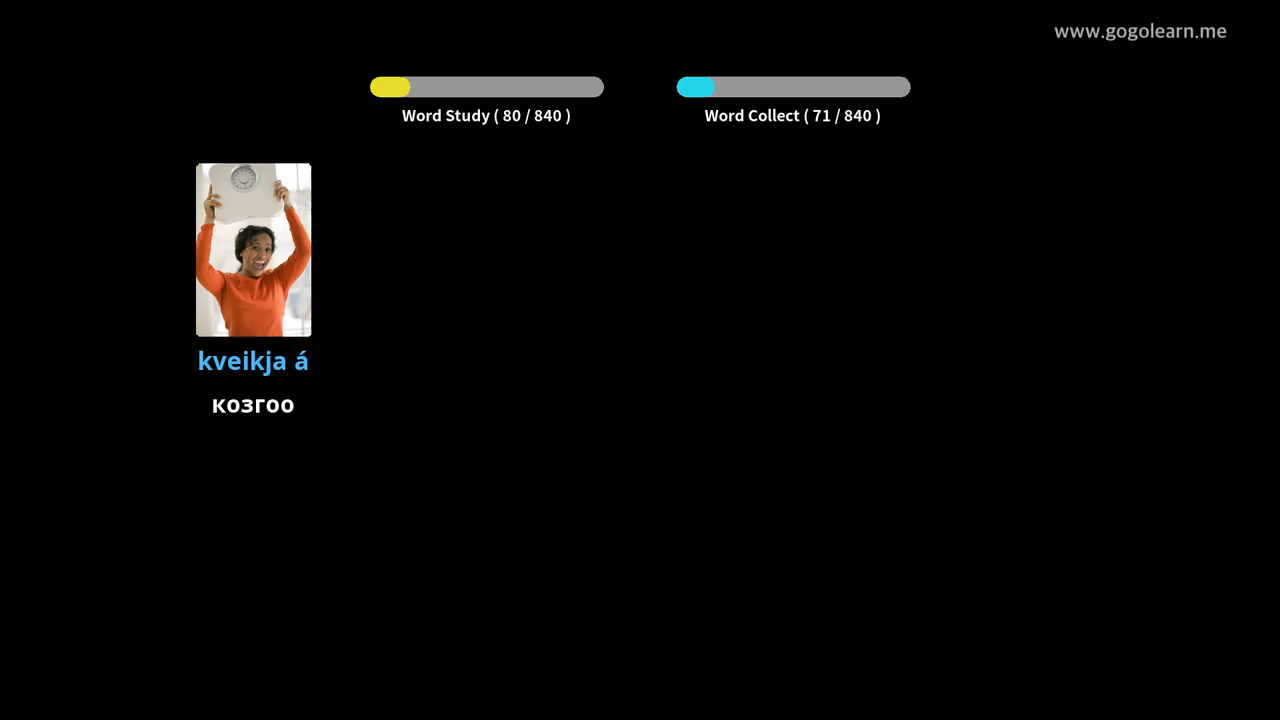 www.gogolearn.me
Word Study ( 80 / 840 )
Word Collect ( 71 / 840 )
kveikja á
козгоо